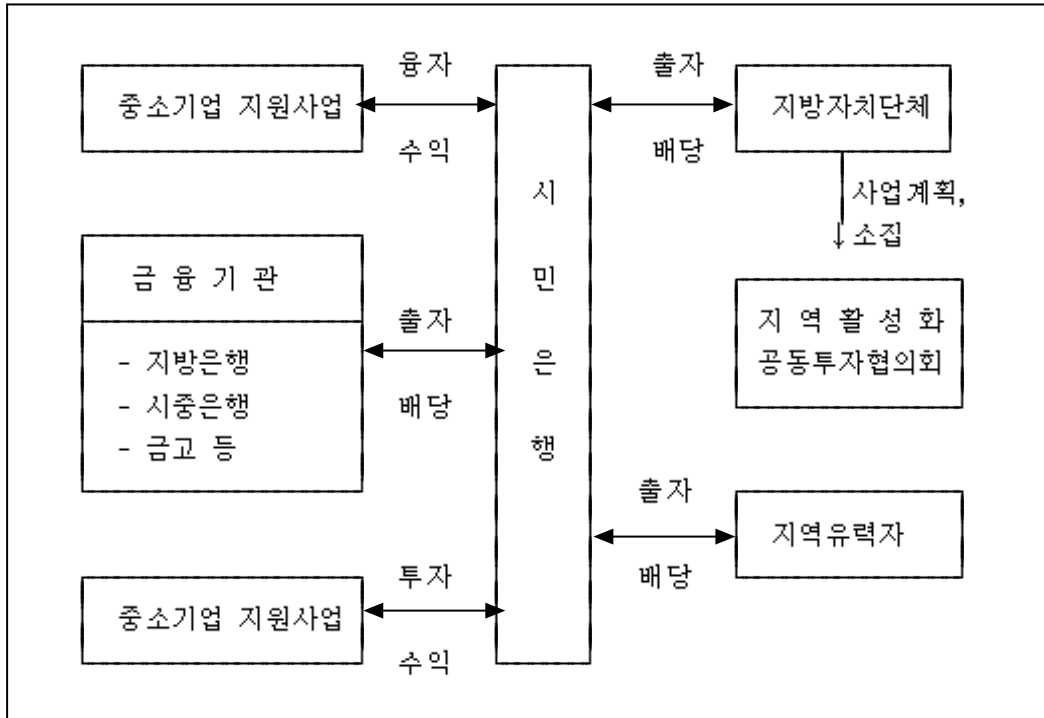 융자
중소기업 지원사업
수익
출자
지방자치단체
배당
사업계획,
소집
지 역 활 성 화
공동투자협의회
시
민
은
행
금 융 기 관
- 지방은행
- 시중은행
- 금고 등
출자
배당
출자
지역유력자
배당
투자
중소기업 지원사업
수익